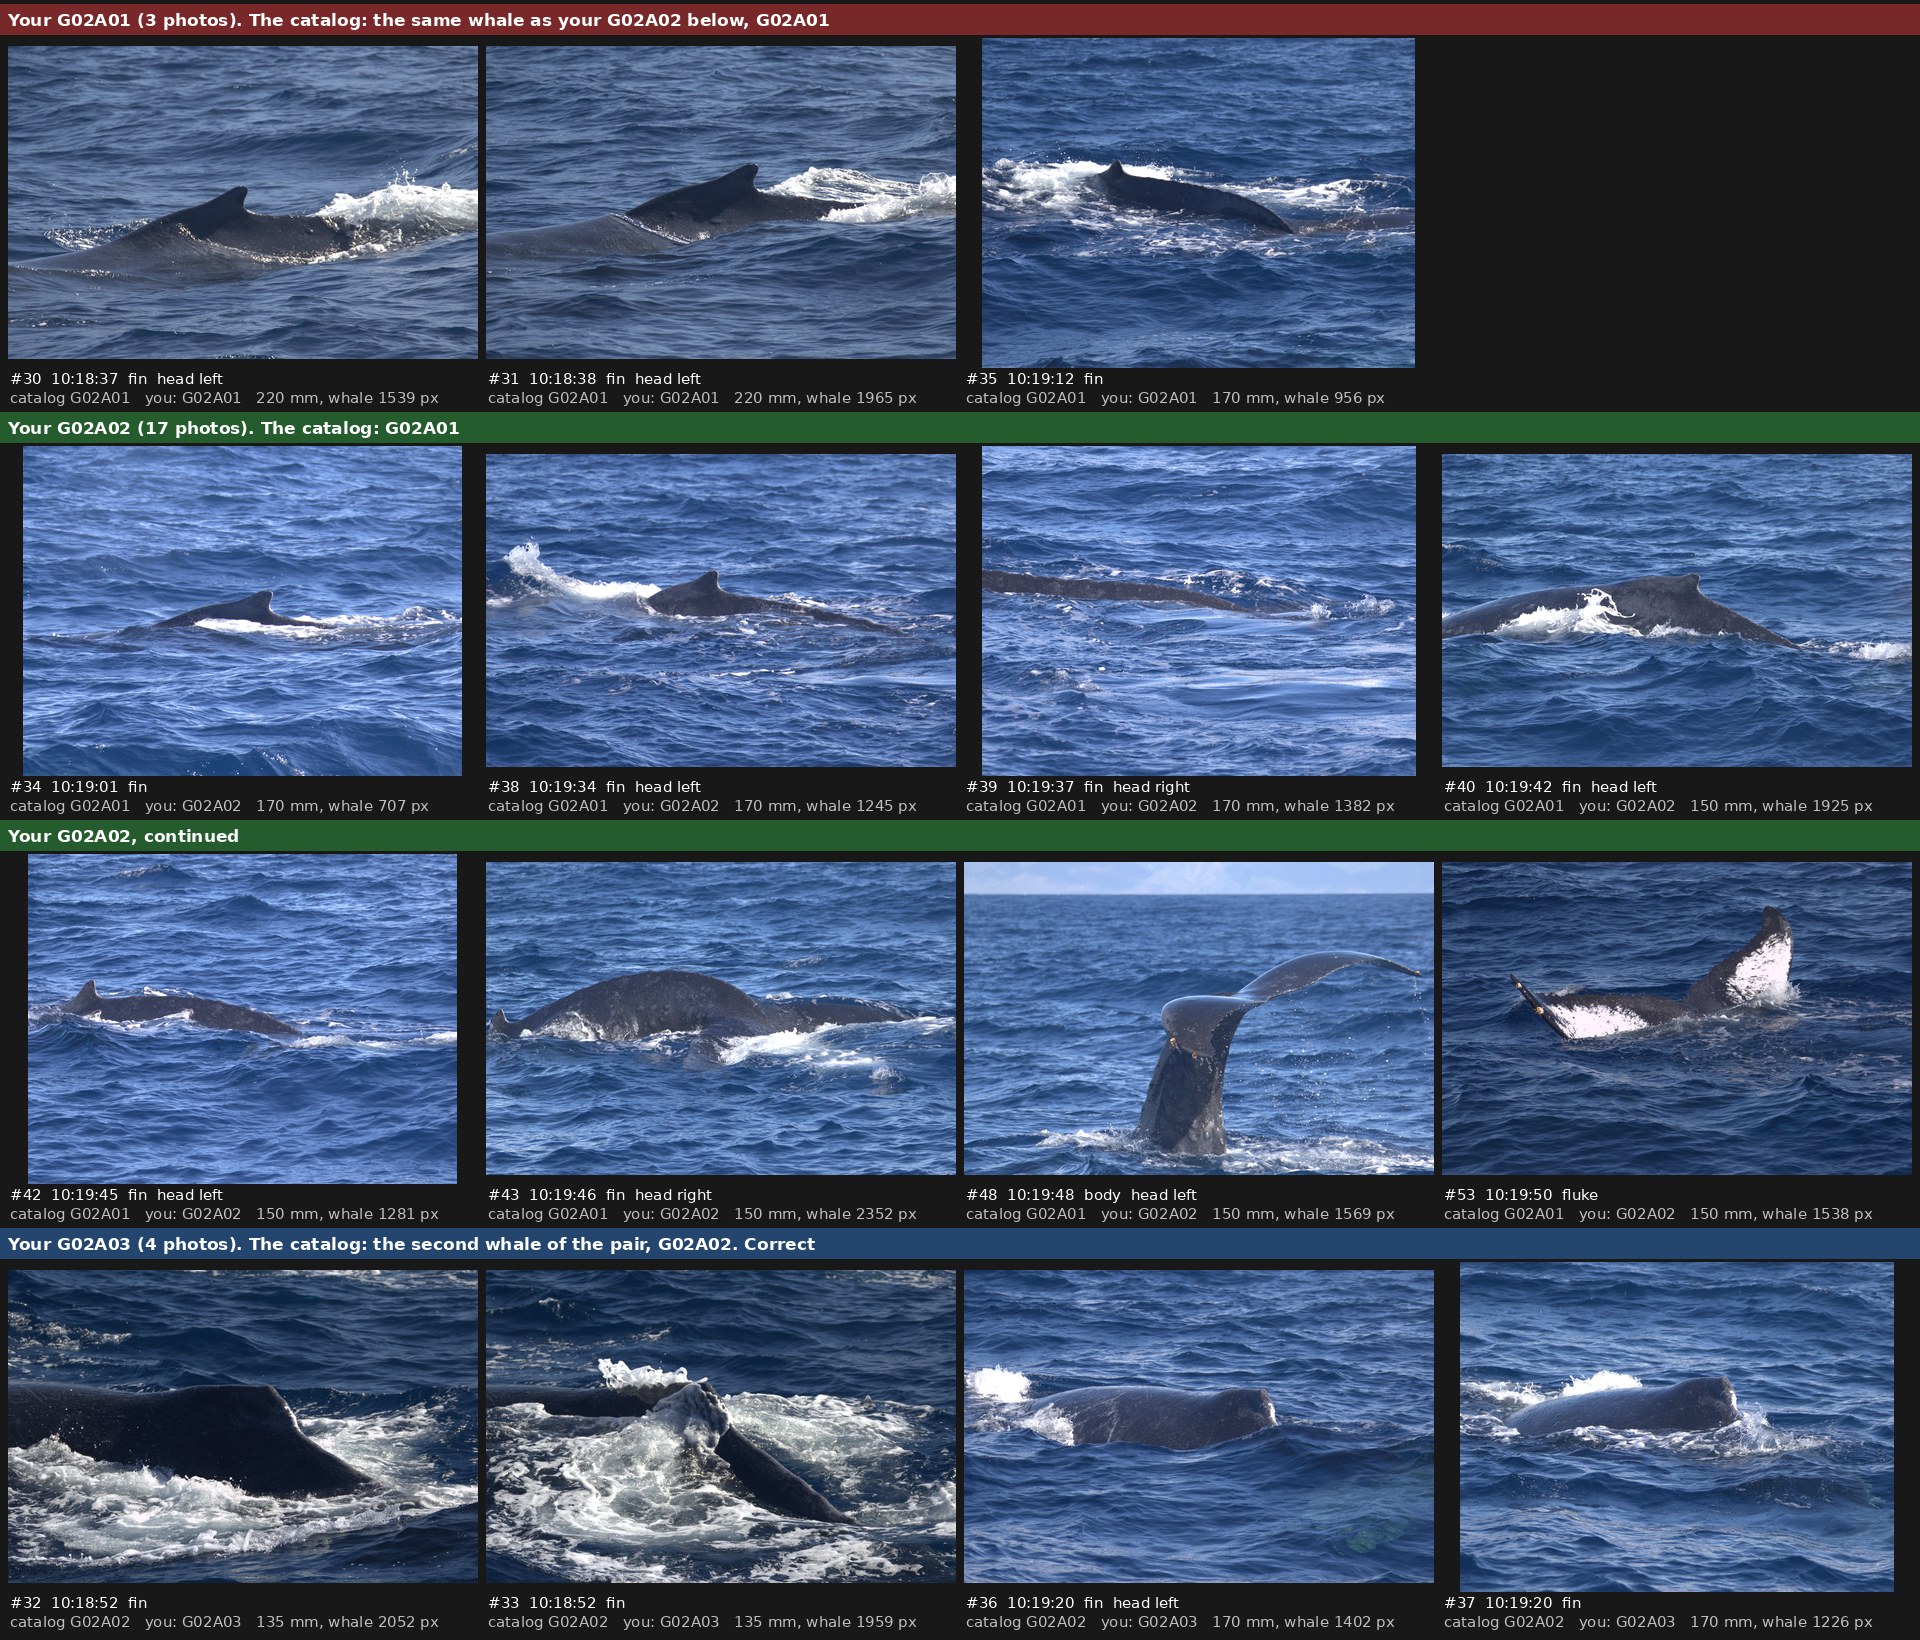 Your G02A01 (3 photos). The catalog: the same whale as your G02A02 below, G02A01
#30  10:18:37  fin  head left
catalog G02A01   you: G02A01   220 mm, whale 1539 px
#31  10:18:38  fin  head left
catalog G02A01   you: G02A01   220 mm, whale 1965 px
#35  10:19:12  fin
catalog G02A01   you: G02A01   170 mm, whale 956 px
Your G02A02 (17 photos). The catalog: G02A01
#34  10:19:01  fin
catalog G02A01   you: G02A02   170 mm, whale 707 px
#38  10:19:34  fin  head left
catalog G02A01   you: G02A02   170 mm, whale 1245 px
#39  10:19:37  fin  head right
catalog G02A01   you: G02A02   170 mm, whale 1382 px
#40  10:19:42  fin  head left
catalog G02A01   you: G02A02   150 mm, whale 1925 px
Your G02A02, continued
#42  10:19:45  fin  head left
catalog G02A01   you: G02A02   150 mm, whale 1281 px
#43  10:19:46  fin  head right
catalog G02A01   you: G02A02   150 mm, whale 2352 px
#48  10:19:48  body  head left
catalog G02A01   you: G02A02   150 mm, whale 1569 px
#53  10:19:50  fluke
catalog G02A01   you: G02A02   150 mm, whale 1538 px
Your G02A03 (4 photos). The catalog: the second whale of the pair, G02A02. Correct
#32  10:18:52  fin
catalog G02A02   you: G02A03   135 mm, whale 2052 px
#33  10:18:52  fin
catalog G02A02   you: G02A03   135 mm, whale 1959 px
#36  10:19:20  fin  head left
catalog G02A02   you: G02A03   170 mm, whale 1402 px
#37  10:19:20  fin
catalog G02A02   you: G02A03   170 mm, whale 1226 px